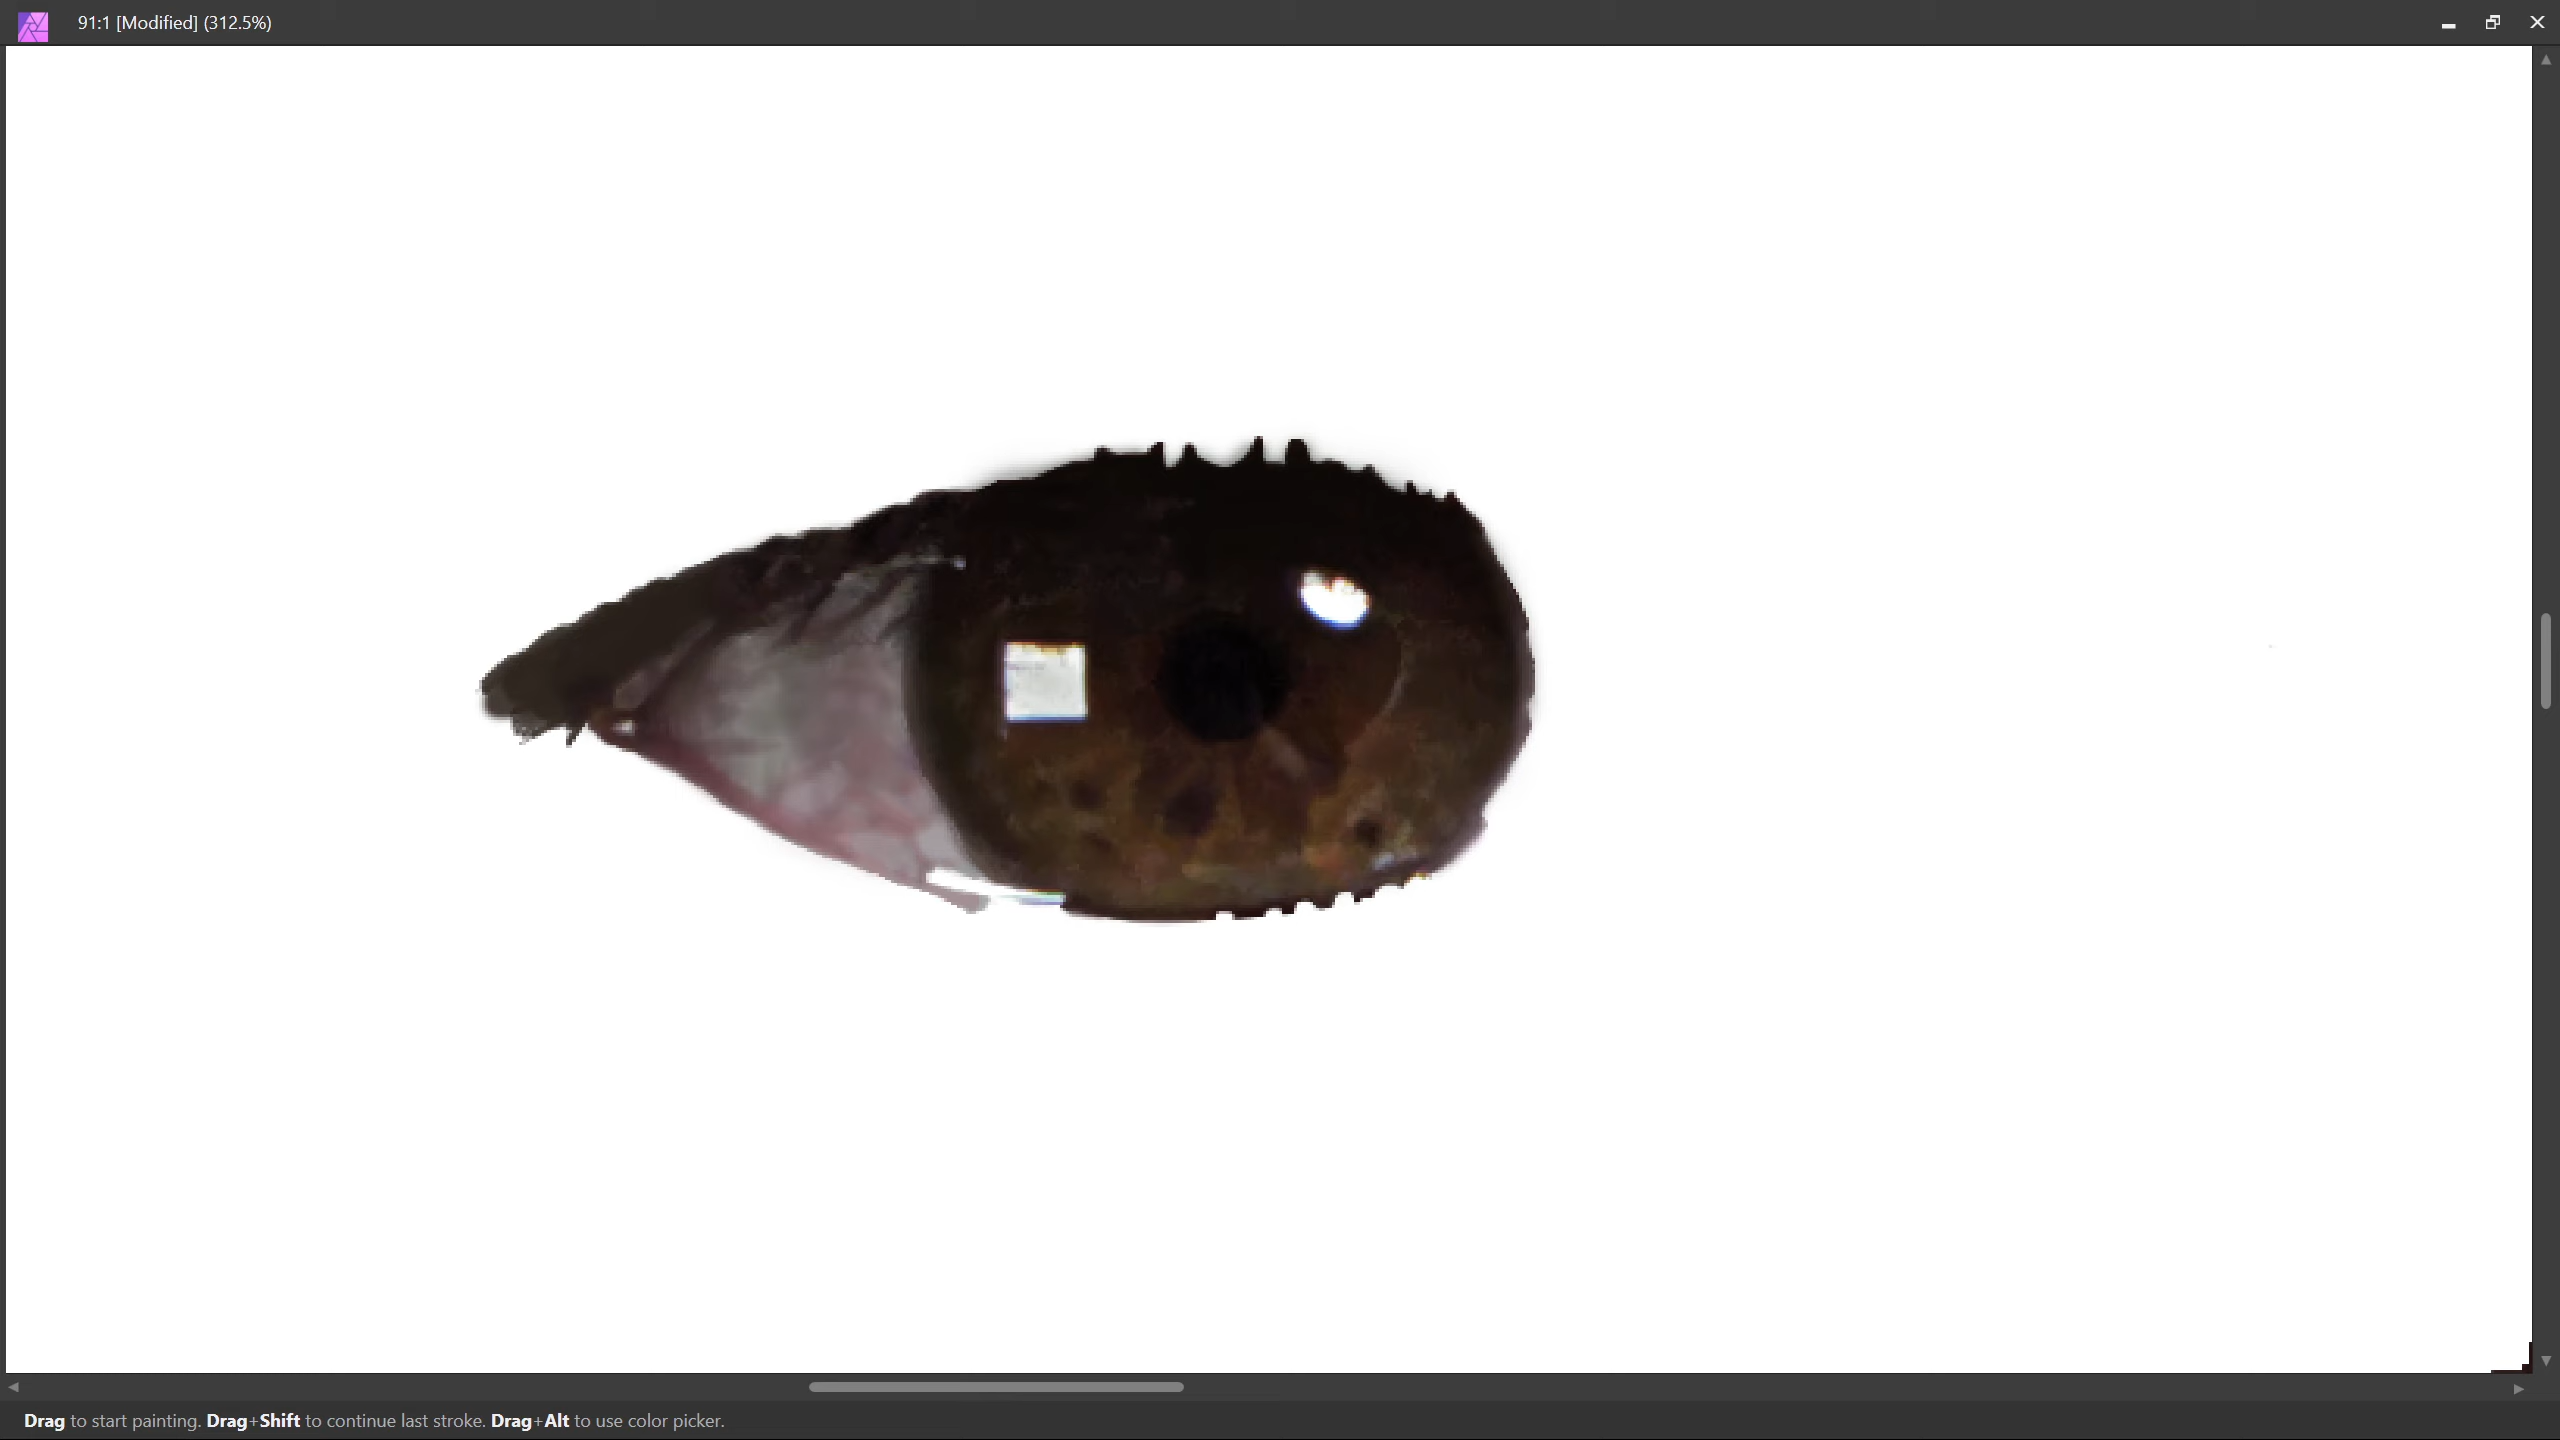 91:1 [Modified] (312.5%)
Drag to start painting. Drag+Shift to continue last stroke. Drag+Alt to use color picker.